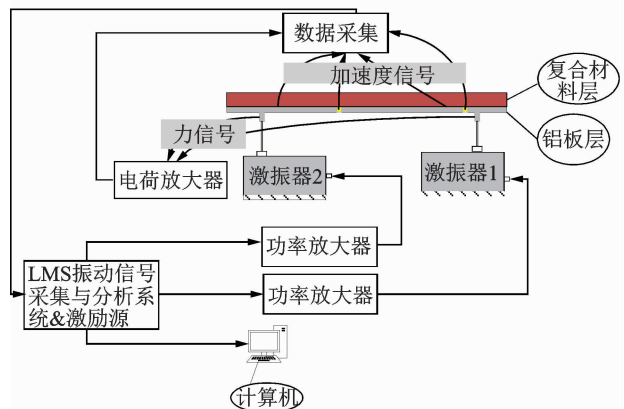 数据采集
加速度信号
复合材
料层
力信号
铝板层
电荷放大器
激振器2
激振器1
功率放大器
LMS振动信号
采集与分析系
统&激励源
功率放大器
计算机